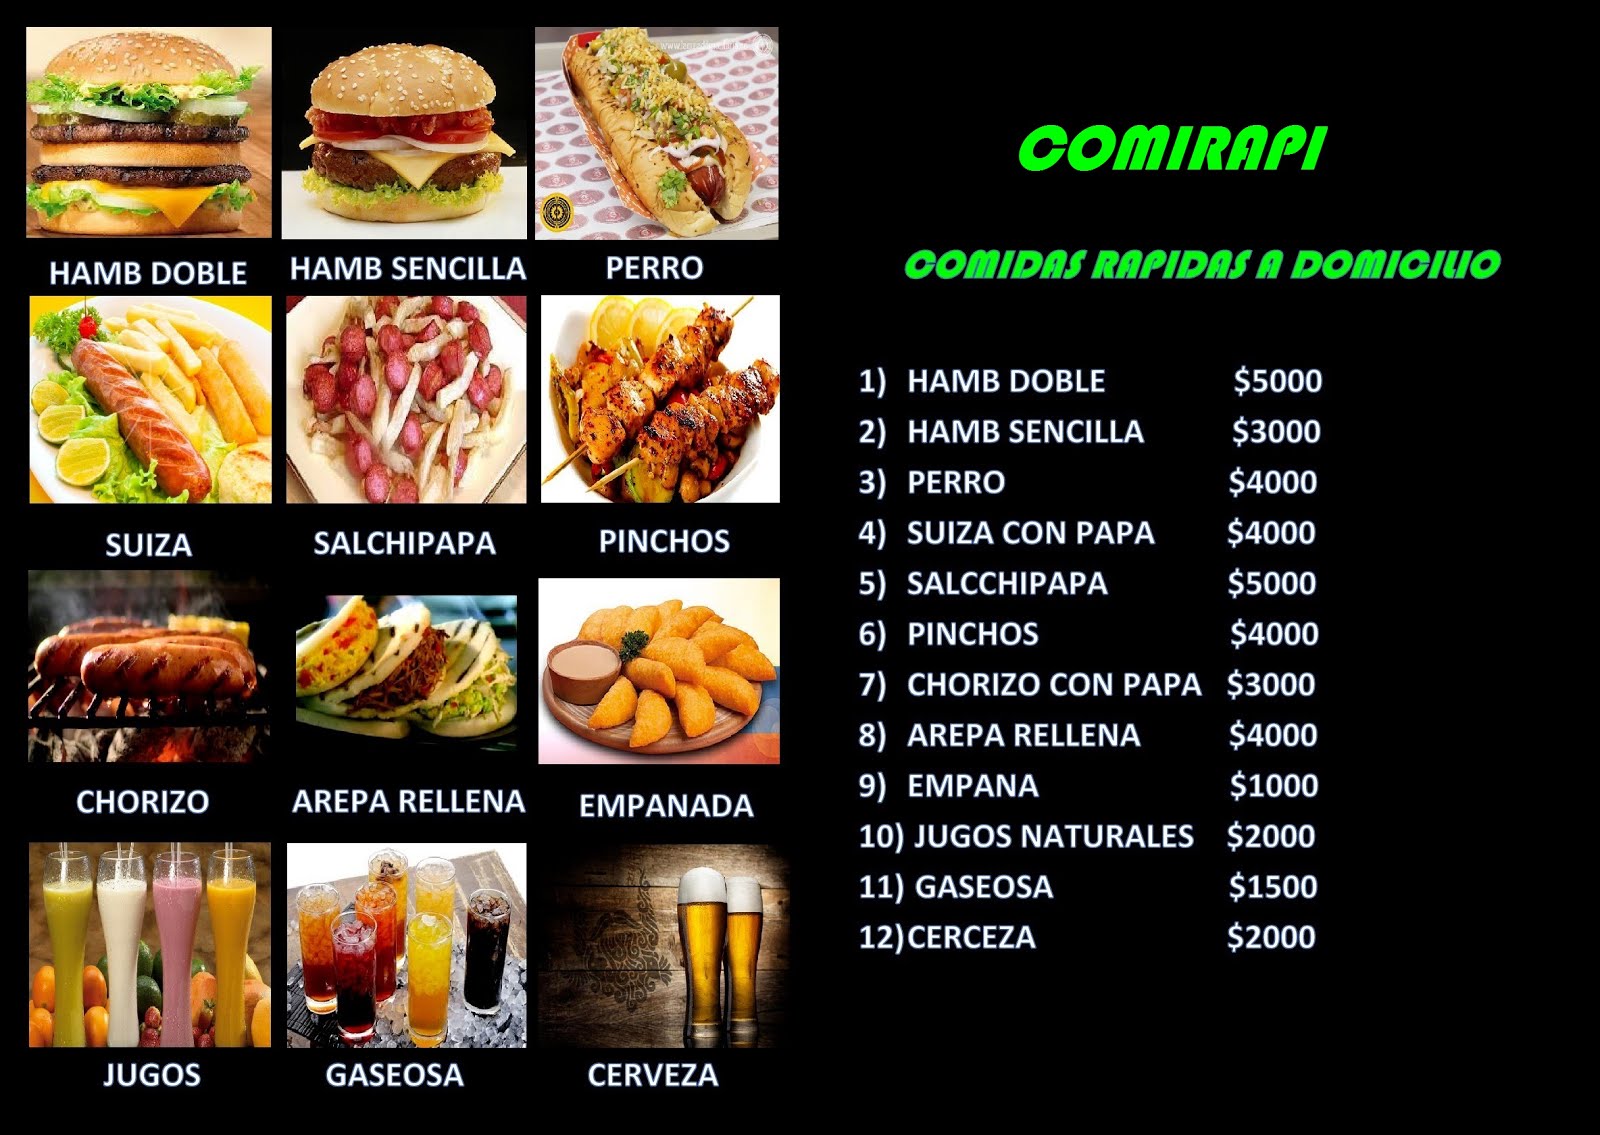 HAMB DOBLE
HAMB SENCILLA
PERRO
SUIZA
SALCHIPAPA
PINCHOS
CHORIZO
AREPA RELLENA
EMPANADA
JUGOS
GASEOSA
CERVEZA
COMIRAPI
COMIDAS RAPIDAS A DOMICILIO
1) HAMB DOBLE $5000
2) HAMB SENCILLA $3000
3) PERRO $4000
4) SUIZA CON PAPA $4000
5) SALCCHIPAPA $5000
6) PINCHOS $4000
7) CHORIZO CON PAPA $3000
8) AREPA RELLENA $4000
9) EMPANA $1000
10) JUGOS NATURALES $2000
11) GASEOSA $1500
12) CERCEZA $2000